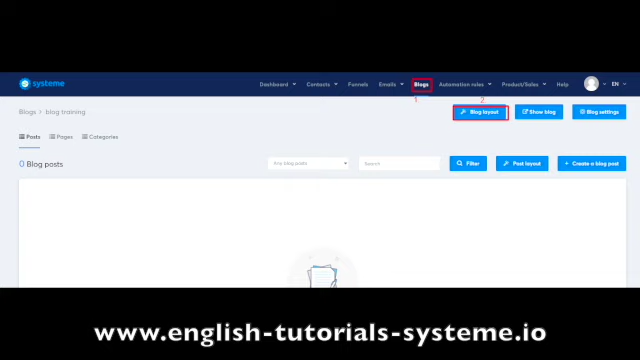 systeme
Dashboard Contacts Funnels Emails Blogs Automation rules Product/Sales Help EN
1. 2.
Blogs > blog training Blog layout Show blog Blog settings
Posts Pages Categories
0 Blog posts Any blog posts Search Filter Post layout + Create a blog post
www.english-tutorials-systeme.io